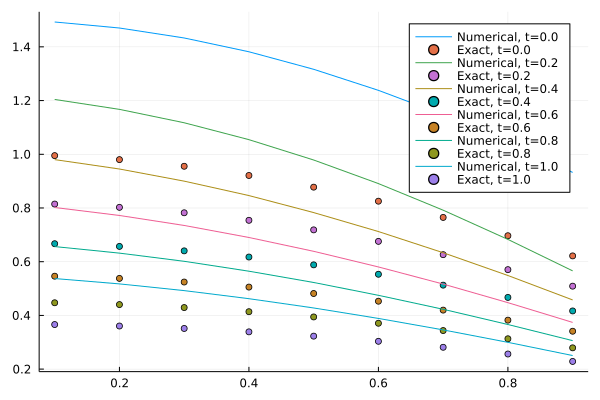 1.4
1.2
1.0
0.8
0.6
0.4
0.2
0.2
0.4
0.6
0.8
Numerical, t=0.0
Exact, t=0.0
Numerical, t=0.2
Exact, t=0.2
Numerical, t=0.4
Exact, t=0.4
Numerical, t=0.6
Exact, t=0.6
Numerical, t=0.8
Exact, t=0.8
Numerical, t=1.0
Exact, t=1.0